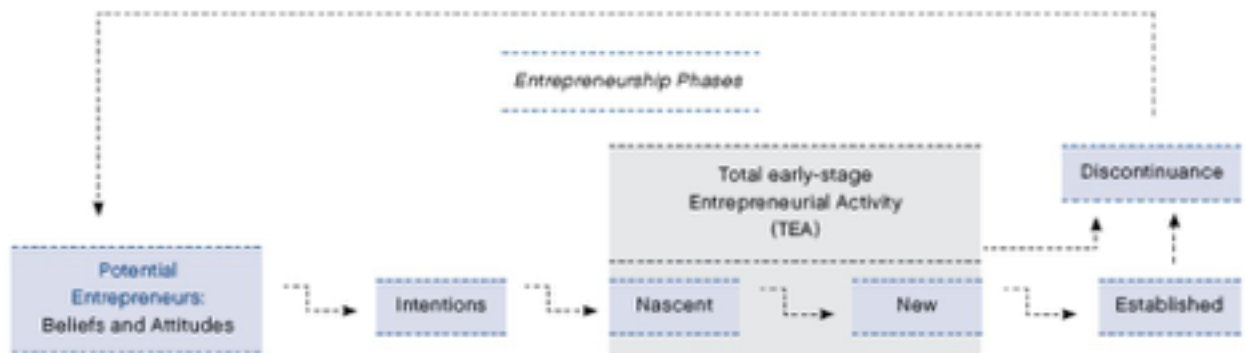 Entrepreneurship Phases
Total early-stage
Entrepreneurial Activity
(TEA)
Discontinuance
Potential
Entrepreneurs:
Beliefs and Attitudes
Intentions
Nascent
New
Established